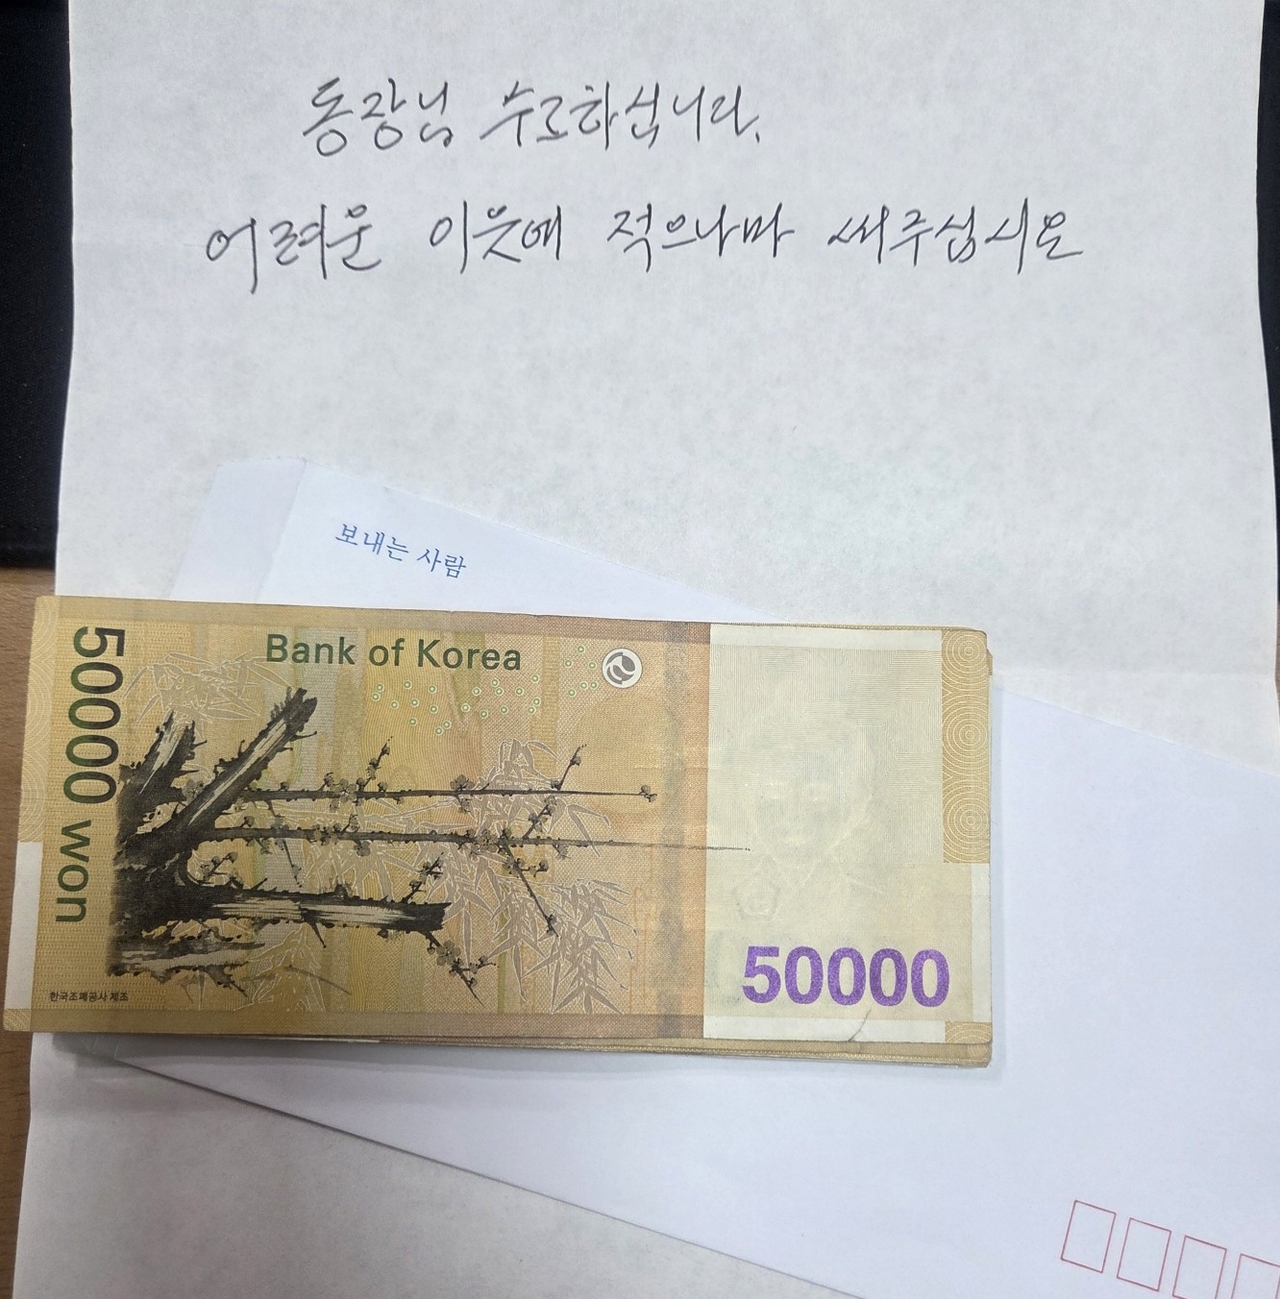 동장님 수고하십니다.
어려운 이웃에 적으나마 써주십시요
보내는 사람
Bank of Korea
50000 won
50000
한국조폐공사 제조